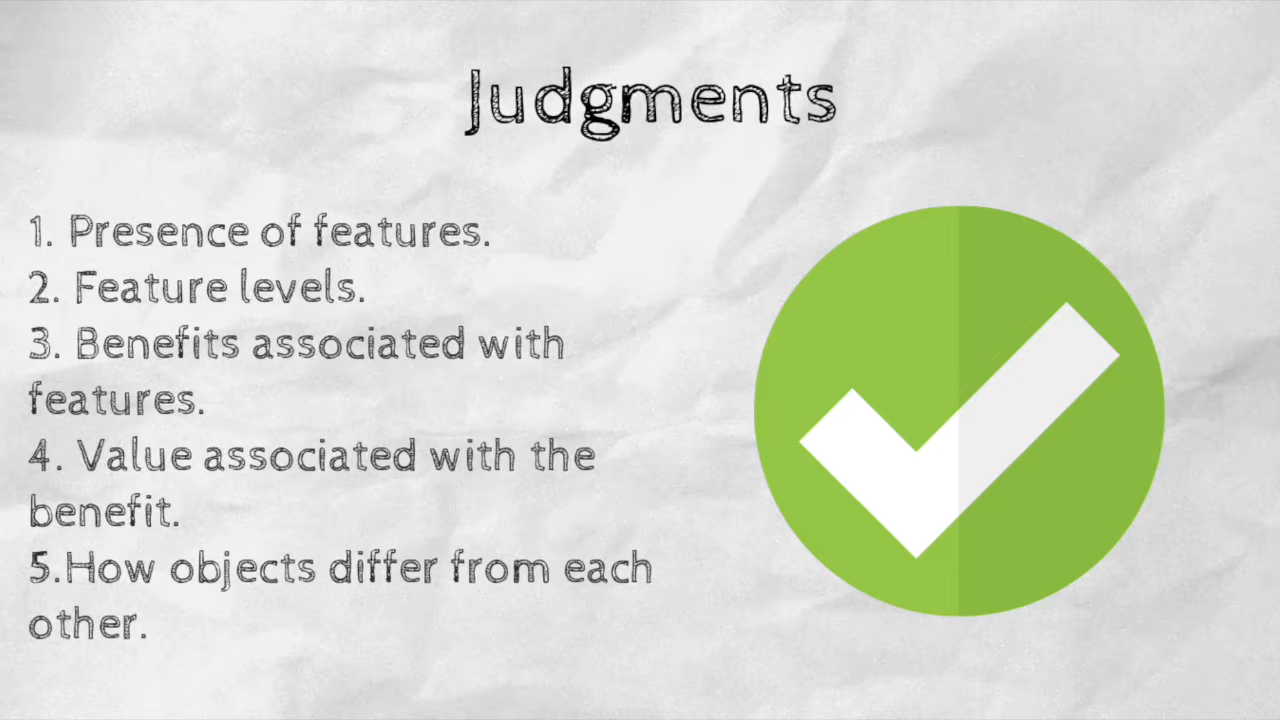 Judgments
1. Presence of features.
2. Feature levels.
3. Benefits associated with
features.
4. Value associated with the
benefit.
5.How objects differ from each
other.